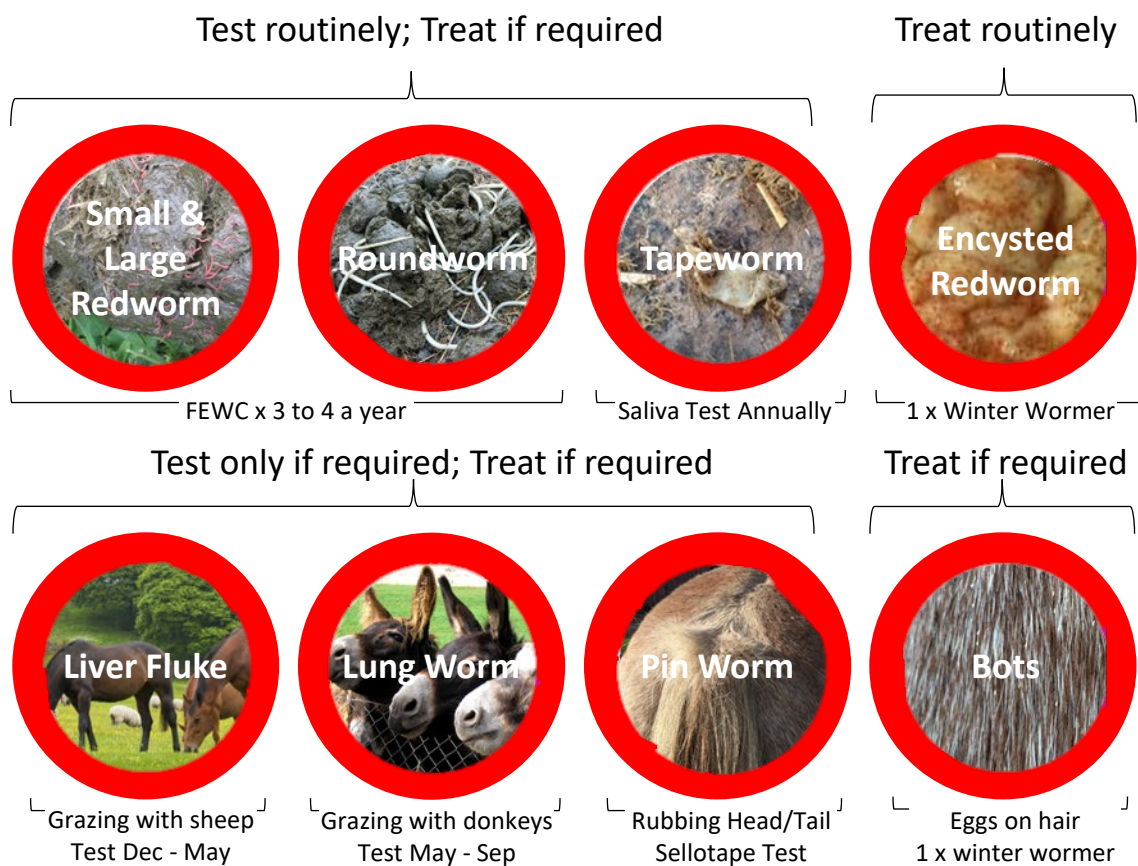 Test routinely; Treat if required
Treat routinely
Small &
Large
Redworm
Roundworm
Tapeworm
Encysted
Redworm
FEWC x 3 to 4 a year
Saliva Test Annually
1 x Winter Wormer
Test only if required; Treat if required
Treat if required
Liver Fluke
Lung Worm
Pin Worm
Bots
Grazing with sheep
Test Dec - May
Grazing with donkeys
Test May - Sep
Rubbing Head/Tail
Sellotape Test
Eggs on hair
1 x winter wormer